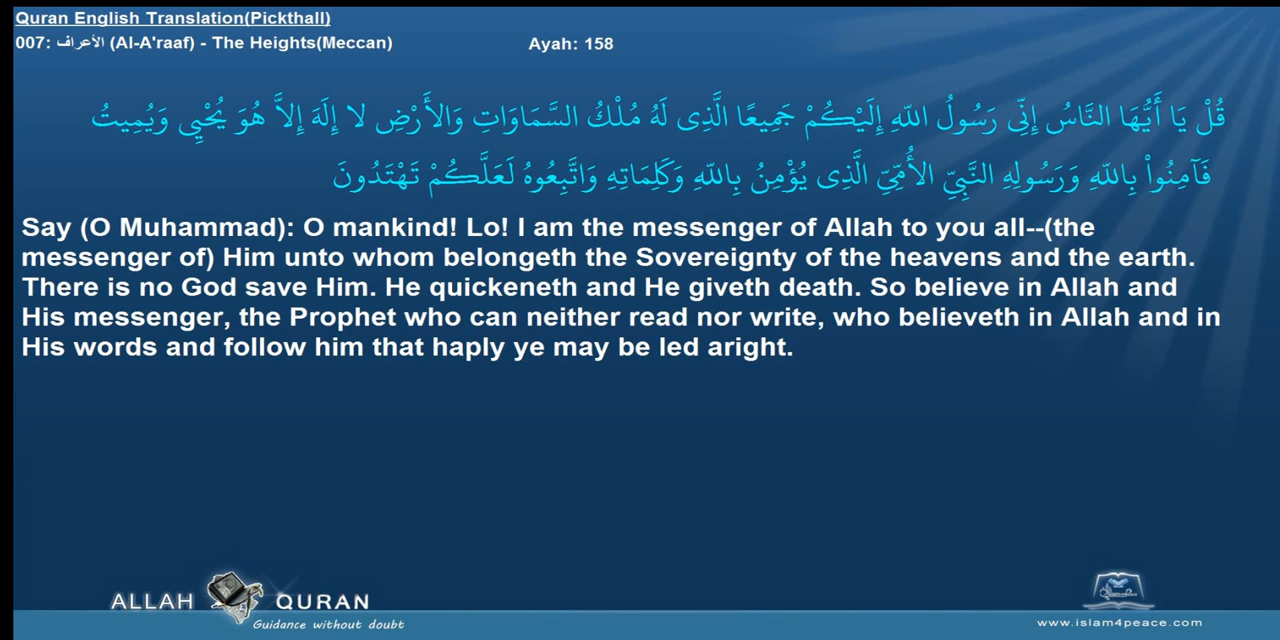 Quran English Translation(Pickthall)
007: الأعراف (Al-A'raaf) - The Heights(Meccan)
Ayah: 158
قُلْ يَا أَيُّهَا النَّاسُ إِنِّى رَسُولُ اللّهِ إِلَيْكُمْ جَمِيعًا الَّذِى لَهُ مُلْكُ السَّمَاوَاتِ وَالأَرْضِ لا إِلَهَ إِلاَّ هُوَ يُحْيِي وَيُمِيتُ
فَآمِنُواْ بِاللّهِ وَرَسُولِهِ النَّبِيِّ الأُمِّيِّ الَّذِى يُؤْمِنُ بِاللّهِ وَكَلِمَاتِهِ وَاتَّبِعُوهُ لَعَلَّكُمْ تَهْتَدُونَ
Say (O Muhammad): O mankind! Lo! I am the messenger of Allah to you all--(the
messenger of) Him unto whom belongeth the Sovereignty of the heavens and the earth.
There is no God save Him. He quickeneth and He giveth death. So believe in Allah and
His messenger, the Prophet who can neither read nor write, who believeth in Allah and in
His words and follow him that haply ye may be led aright.
ALLAH QURAN
Guidance without doubt
www.islam4peace.com